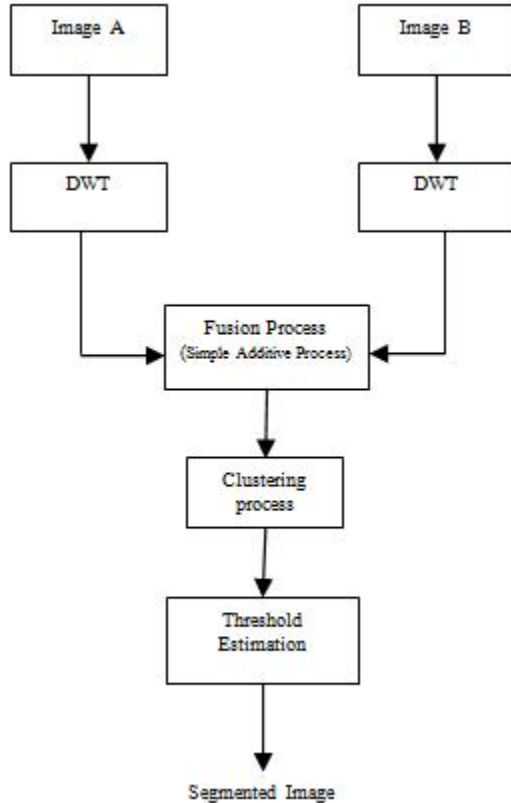 Image A
Image B
DWT
DWT
Fusion Process
(Simple Additive Process)
Clustering
process
Threshold
Estimation
Segmented Image